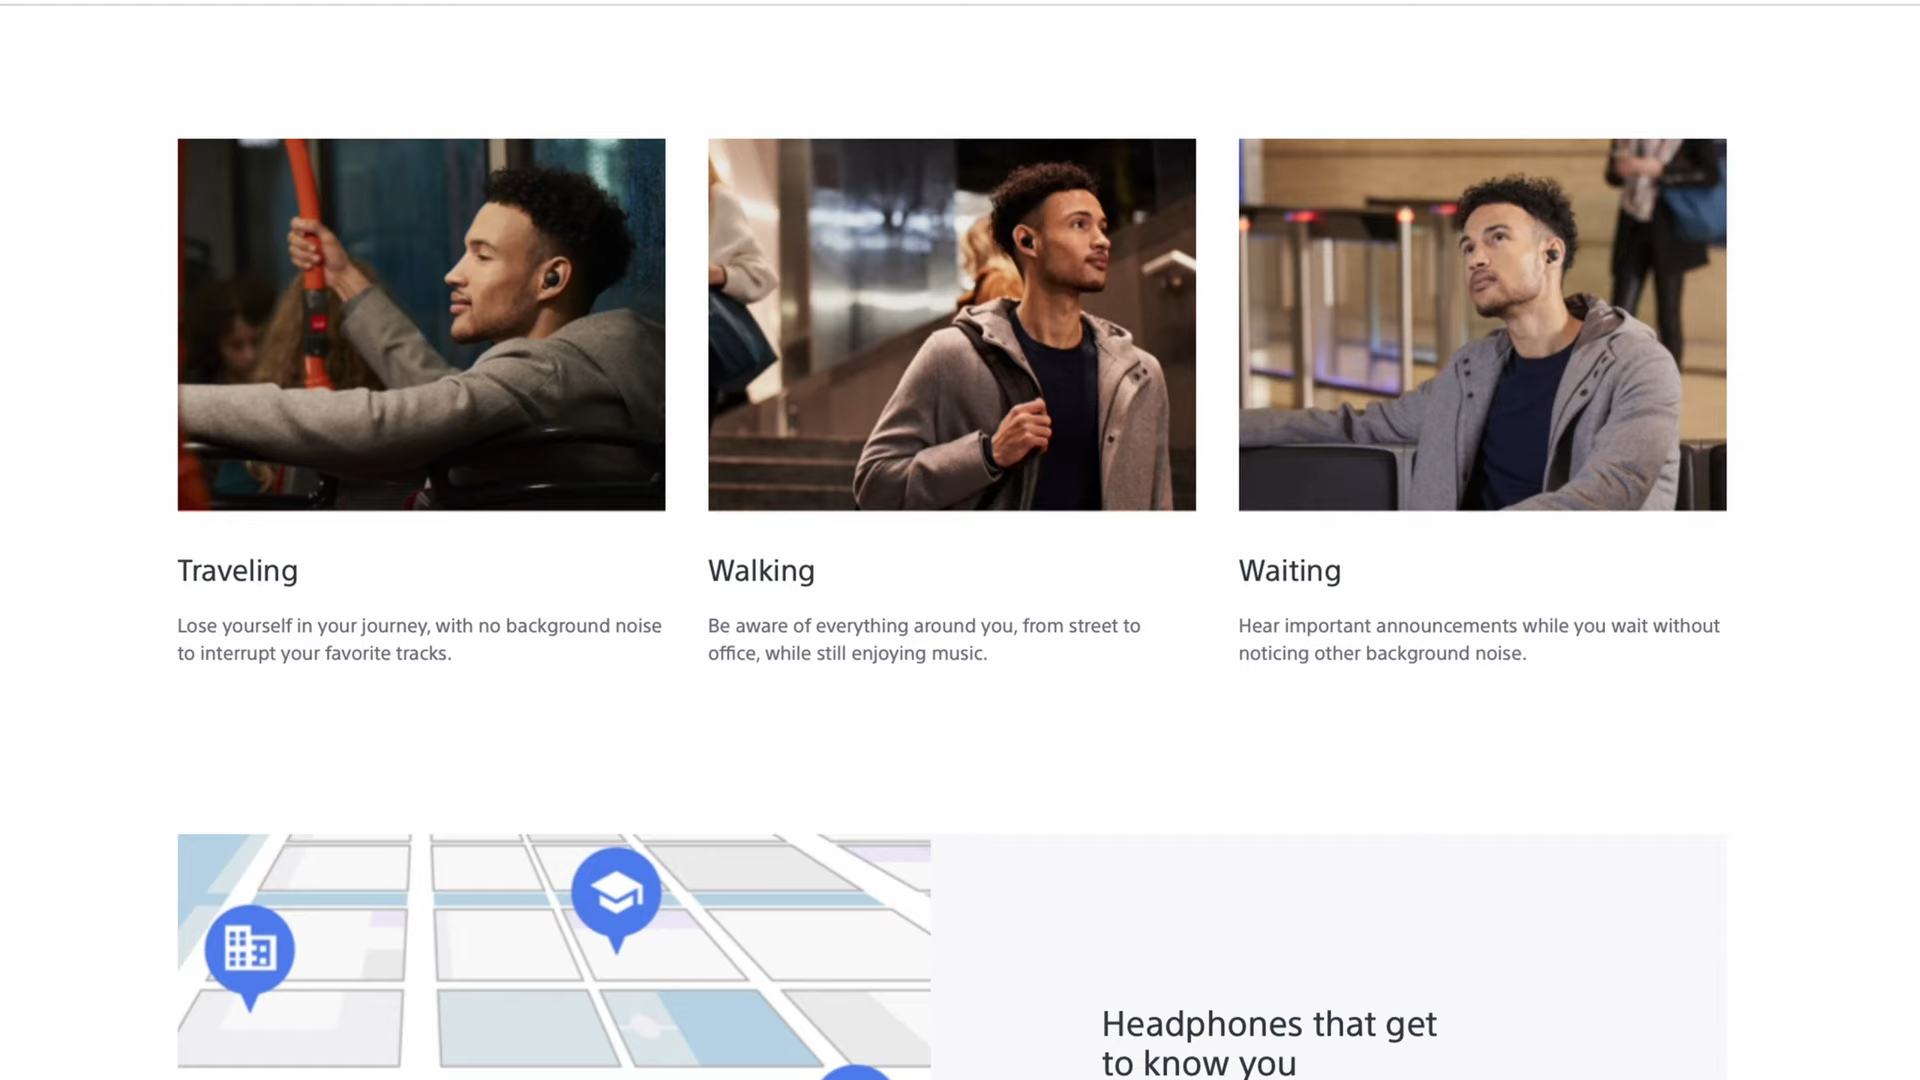 Traveling
Lose yourself in your journey, with no background noise
to interrupt your favorite tracks.
Walking
Be aware of everything around you, from street to
office, while still enjoying music.
Waiting
Hear important announcements while you wait without
noticing other background noise.
Headphones that get
to know you